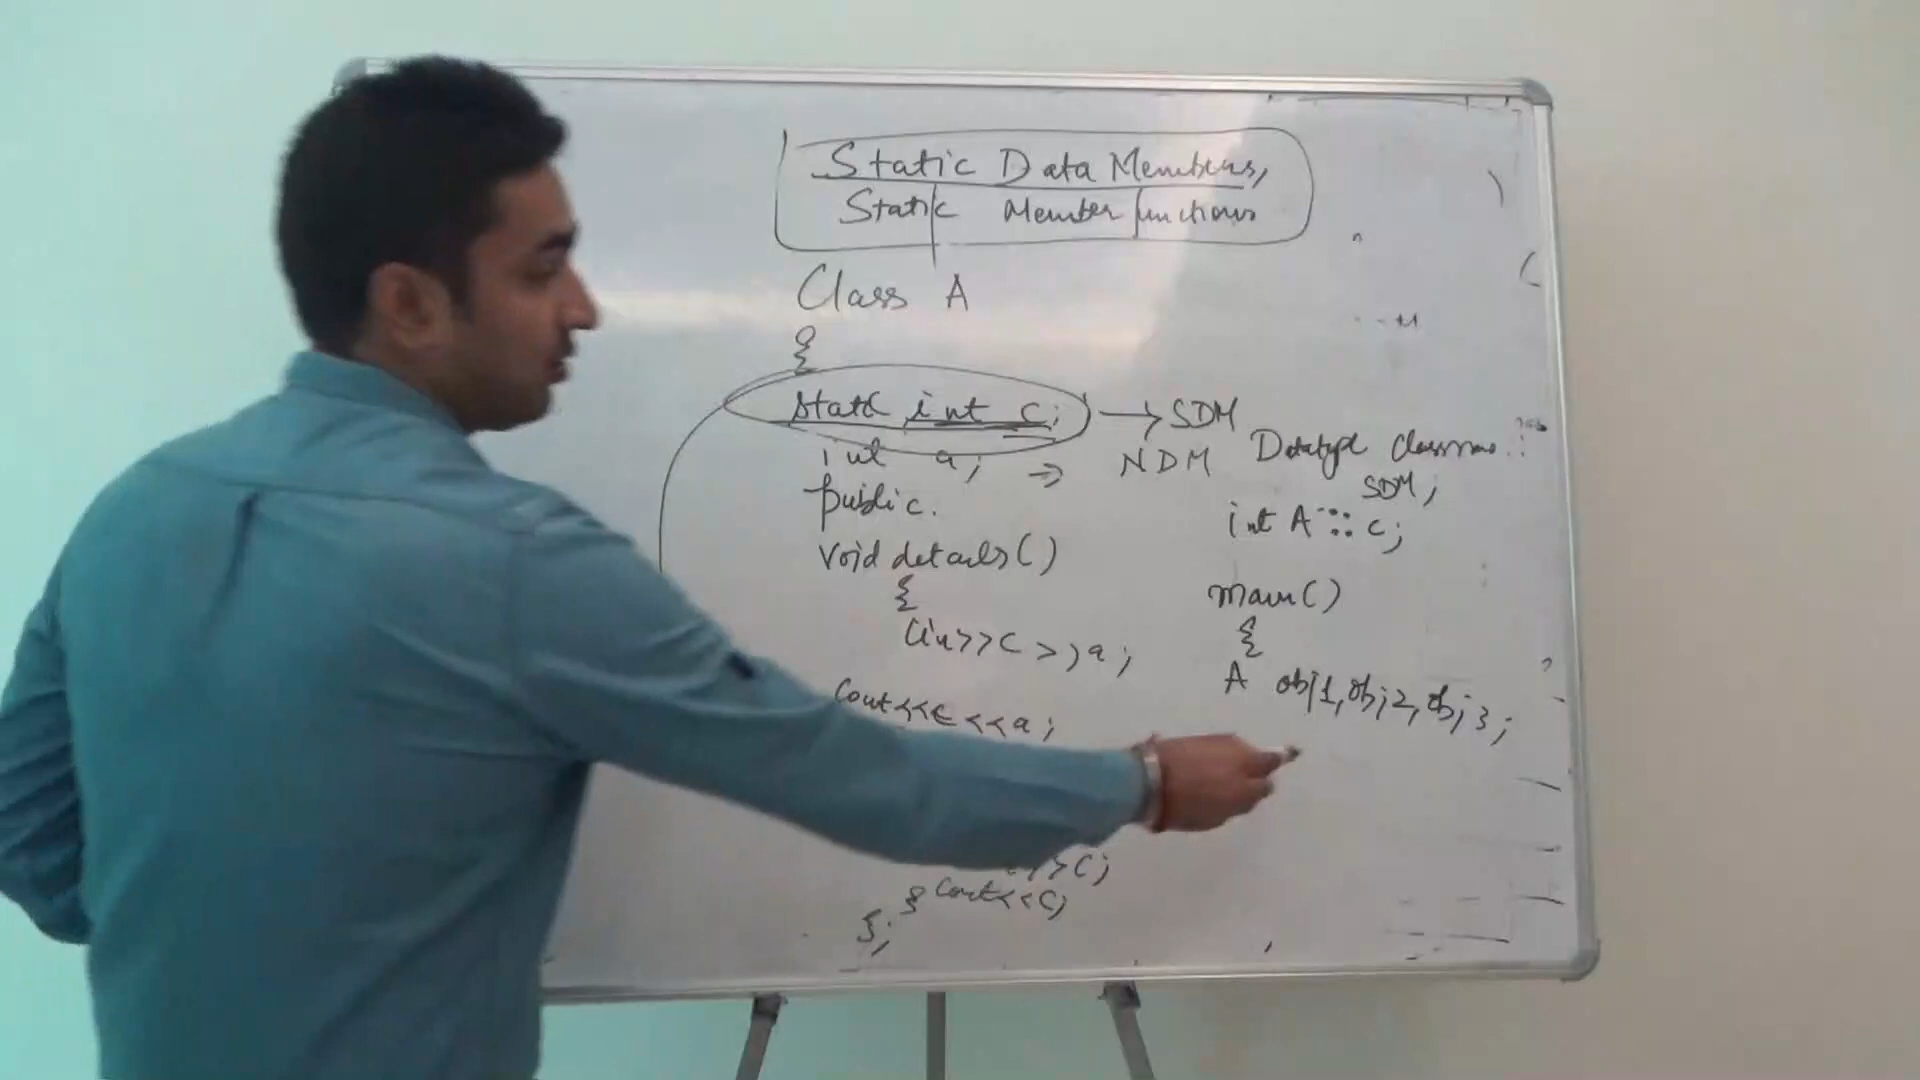 Static Data Members,
Static Member functions
Class A
{
static int c; → SDM
int a; → NDM
public.
void details()
{
Cin>>C>>a;
Cout<<C<<a;
>C;
} Cout<<C;
};
Datatype Classname ::
SDM;
int A :: c;
main()
{
A obj1, obj2, obj3;